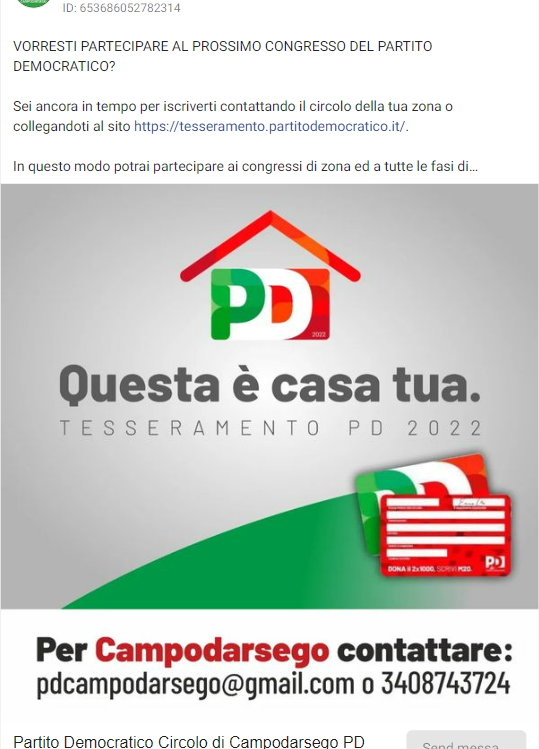 ID: 653686052782314
VORRESTI PARTECIPARE AL PROSSIMO CONGRESSO DEL PARTITO
DEMOCRATICO?
Sei ancora in tempo per iscriverti contattando il circolo della tua zona o
collegandoti al sito https://tesseramento.partitodemocratico.it/.
In questo modo potrai partecipare ai congressi di zona ed a tutte le fasi di...
PD
2022
Questa è casa tua.
TESSERAMENTO PD 2022
DONA il 2x1000, SCRIVI M20.
PD
Per Campodarsego contattare:
pdcampodarsego@gmail.com o 3408743724
Partito Democratico Circolo di Campodarsego PD
Send messa...